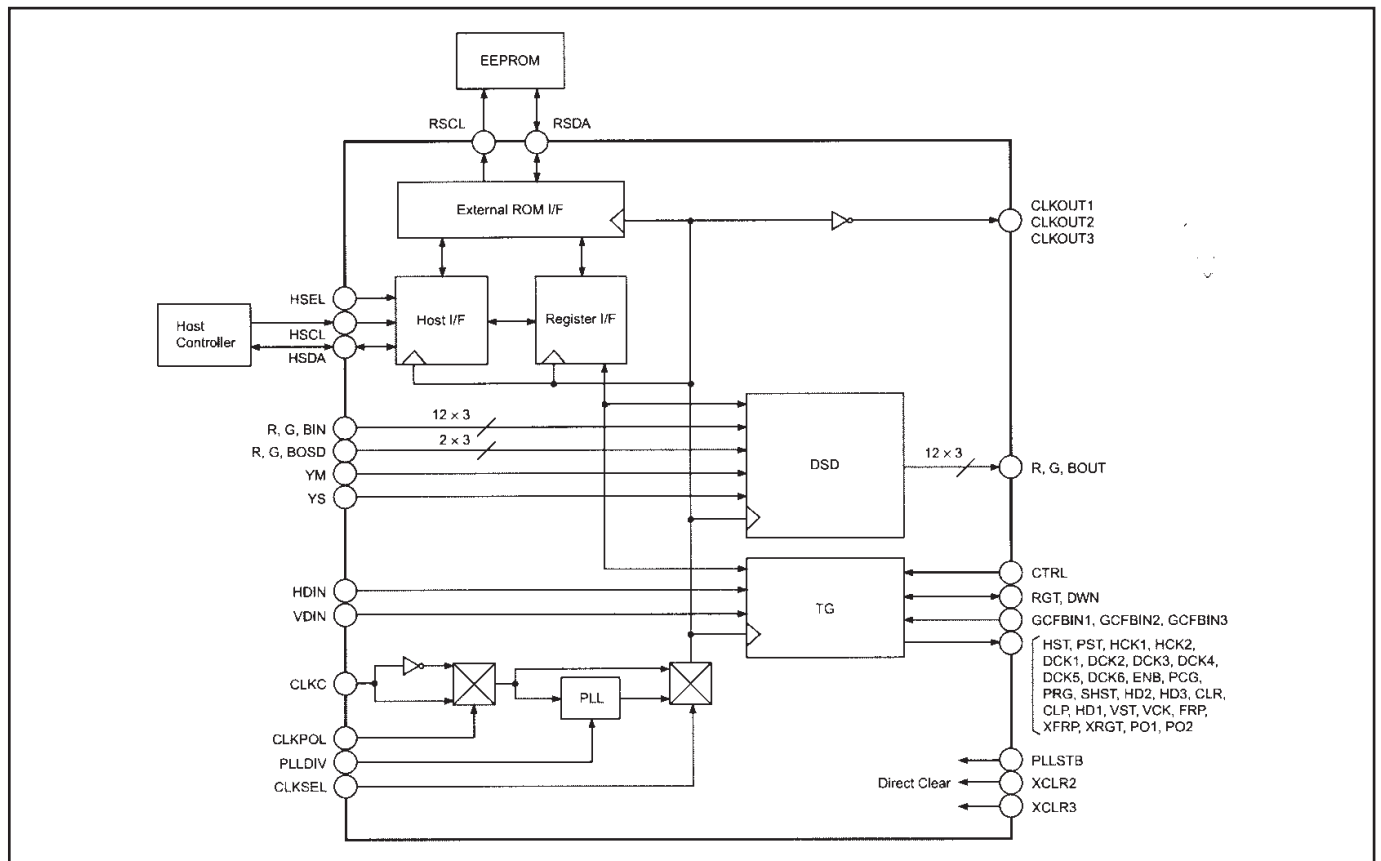 EEPROM
RSCL
RSDA
External ROM I/F
CLKOUT1
CLKOUT2
CLKOUT3
HSEL
Host
Controller
HSCL
HSDA
Host I/F
Register I/F
12 × 3
R, G, BIN
2 × 3
R, G, BOSD
YM
YS
DSD
12 × 3
R, G, BOUT
HDIN
VDIN
TG
CTRL
RGT, DWN
GCFBIN1, GCFBIN2, GCFBIN3
HST, PST, HCK1, HCK2,
DCK1, DCK2, DCK3, DCK4,
DCK5, DCK6, ENB, PCG,
PRG, SHST, HD2, HD3, CLR,
CLP, HD1, VST, VCK, FRP,
XFRP, XRGT, PO1, PO2
CLKC
PLL
CLKPOL
PLLDIV
CLKSEL
PLLSTB
Direct Clear
XCLR2
XCLR3